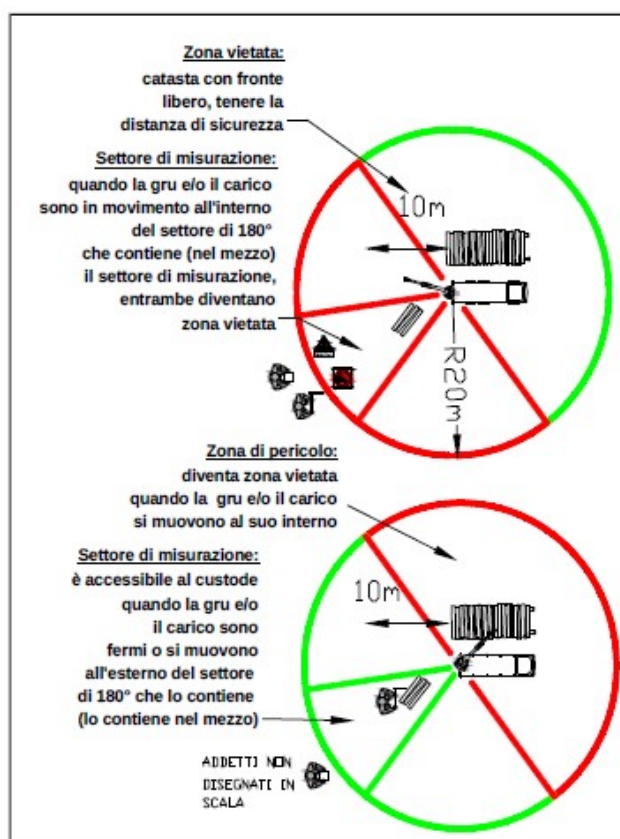 Zona vietata:
catasta con fronte
libero, tenere la
distanza di sicurezza
Settore di misurazione:
quando la gru e/o il carico
sono in movimento all'interno
del settore di 180°
che contiene (nel mezzo)
il settore di misurazione,
entrambe diventano
zona vietata
10m
R20m
Zona di pericolo:
diventa zona vietata
quando la gru e/o il carico
si muovono al suo interno
Settore di misurazione:
è accessibile al custode
quando la gru e/o
il carico sono
fermi o si muovono
all'esterno del settore
di 180° che lo contiene
(lo contiene nel mezzo)
10m
ADDETTI NON
DISEGNATI IN
SCALA